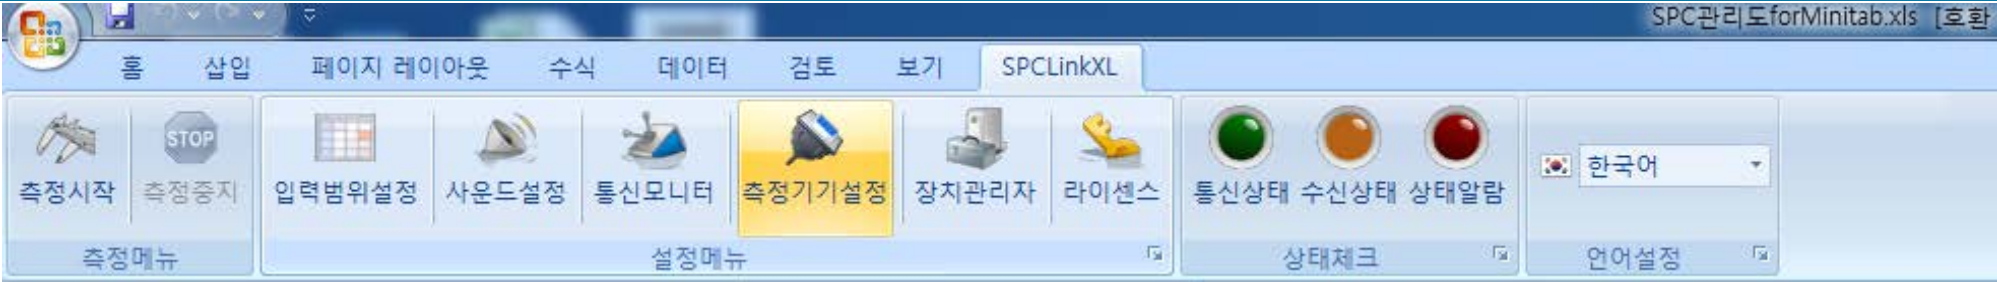 SPC관리도forMinitab.xls [호환
홈 삽입 페이지 레이아웃 수식 데이터 검토 보기 SPCLinkXL
STOP
측정시작 측정중지 입력범위설정 사운드설정 통신모니터 측정기기설정 장치관리자 라이센스 통신상태 수신상태 상태알람 한국어
측정메뉴 설정메뉴 상태체크 언어설정